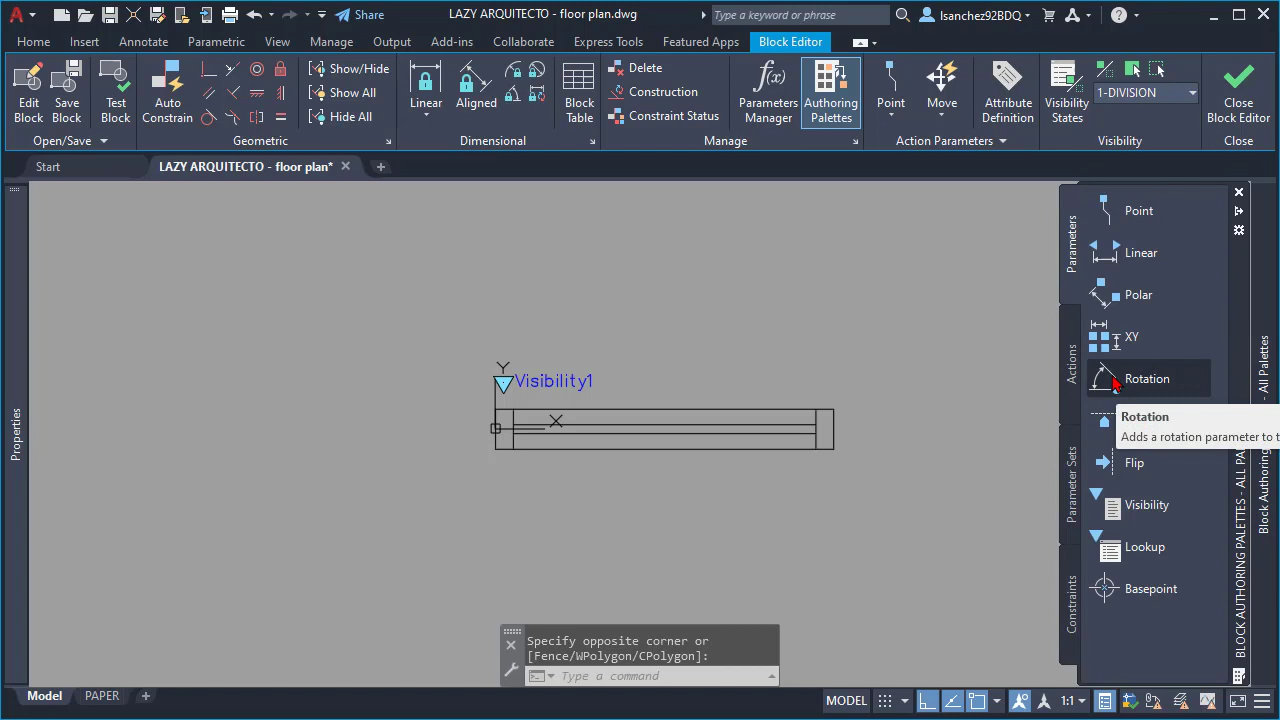 LAZY ARQUITECTO - floor plan.dwg
Share
Type a keyword or phrase
lsanchez92BDQ
Home Insert Annotate Parametric View Manage Output Add-ins Collaborate Express Tools Featured Apps Block Editor
Edit Block
Save Block
Test Block
Open/Save
Auto Constrain
Show/Hide
Show All
Hide All
Geometric
Linear
Aligned
Dimensional
Block Table
Delete
Construction
Constraint Status
Parameters Manager
Authoring Palettes
Manage
Point
Move
Attribute Definition
Action Parameters
Visibility States
1-DIVISION
Visibility
Close Block Editor
Close
Start
LAZY ARQUITECTO - floor plan*
Properties
Y
Visibility1
X
Parameters
Actions
Parameter Sets
Constraints
Point
Linear
Polar
XY
Rotation
Rotation
Adds a rotation parameter to t
Flip
Visibility
Lookup
Basepoint
BLOCK AUTHORING PALETTES - ALL PAL
Block Authoring
- All Palettes
Specify opposite corner or
[Fence/WPolygon/CPolygon]:
Type a command
Model
PAPER
MODEL
1:1